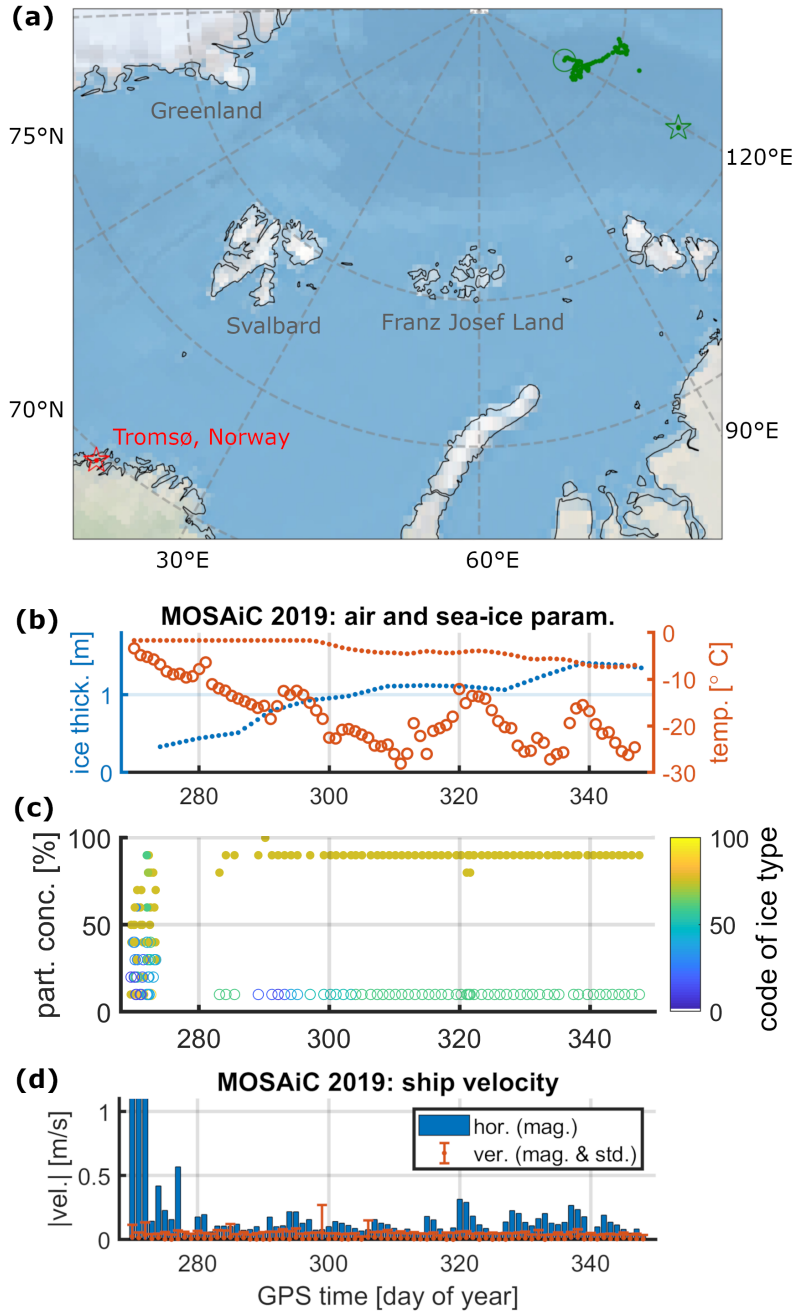 (a)
Greenland
75°N
120°E
Svalbard
Franz Josef Land
70°N
Tromsø, Norway
90°E
30°E
60°E
(b)
MOSAiC 2019: air and sea-ice param.
ice thick. [m]
1
0
0
-10
-20
-30
temp. [° C]
280
300
320
340
(c)
part. conc. [%]
100
50
0
280
300
320
340
100
50
0
code of ice type
(d)
MOSAiC 2019: ship velocity
|vel.| [m/s]
1
0.5
0
hor. (mag.)
ver. (mag. & std.)
280
300
320
340
GPS time [day of year]